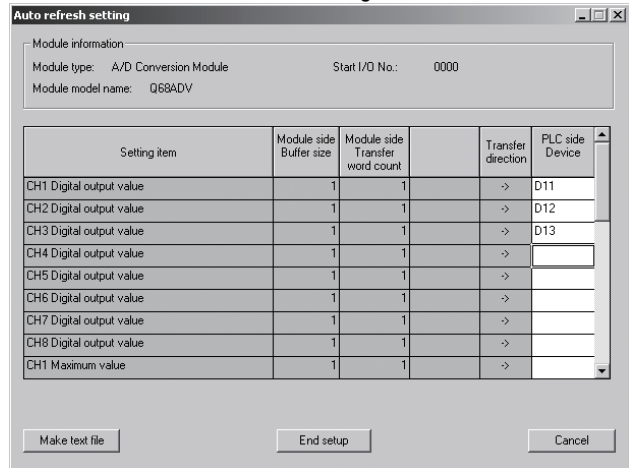 Auto refresh setting
Module information
Module type: A/D Conversion Module Start I/O No.: 0000
Module model name: Q68ADV
Setting item Module side Buffer size Module side Transfer word count Transfer direction PLC side Device
CH1 Digital output value 1 1 -> D11
CH2 Digital output value 1 1 -> D12
CH3 Digital output value 1 1 -> D13
CH4 Digital output value 1 1 ->
CH5 Digital output value 1 1 ->
CH6 Digital output value 1 1 ->
CH7 Digital output value 1 1 ->
CH8 Digital output value 1 1 ->
CH1 Maximum value 1 1 ->
Make text file End setup Cancel